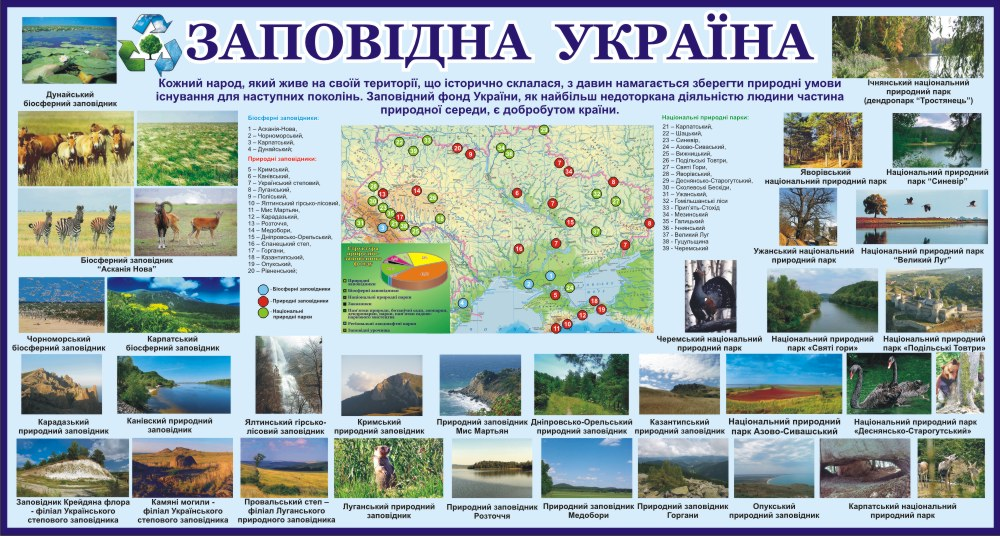 ЗАПОВІДНА УКРАЇНА
Кожний народ, який живе на своїй території, що історично склалася, з давин намагається зберегти природні умови
існування для наступних поколінь. Заповідний фонд України, як найбільш недоторкана діяльністю людини частина
природної середи, є добробутом країни.
Дунайський
біосферний заповідник
Ічнянський національний
природний парк
(дендропарк "Тростянець")
Біосферні заповідники:
1 – Асканія-Нова,
2 – Чорноморський,
3 – Карпатський,
4 – Дунайський;
Природні заповідники:
5 – Кримський,
6 – Канівський,
7 – Український степовий,
8 – Луганський,
9 – Поліський,
10 – Ялтинський гірсько-лісовий,
11 – Мис Мартьян,
12 – Карадазький,
13 – Розточчя,
14 – Медобори,
15 – Дніпровсько-Орельський,
16 – Єланецький степ,
17 – Горгани,
18 – Казантипський,
19 – Опукський,
20 – Рівненський;
- Біосферні заповідники
- Природні заповідники
- Національні
природні парки
Національні природні парки:
21 – Карпатський,
22 – Шацький,
23 – Синевір,
24 – Азово-Сиваський,
25 – Вижницький,
26 – Подільські Товтри,
27 – Святі Гори,
28 – Яворівський,
29 – Деснянсько-Старогутський,
30 – Сколевські Бескиди,
31 – Ужанський,
32 – Гомільшанські ліси
33 – Прип'ять-Стохід
34 – Мезинський
35 – Галицький
36 – Ічнянський
37 – Великий Луг
38 – Гуцульщина
39 – Черемський
Біосферний заповідник
"Асканія Нова"
Яворівський
національний природний парк
Національний природний
парк "Синевір"
Ужанський національний
природний парк
Національний природний парк
"Великий Луг"
Чорноморський
біосферний заповідник
Карпатський
біосферний заповідник
Черемський національний
природний парк
Національний природний
парк «Святі гори»
Національний природний
парк «Подільські Товтри»
Карадазький
природний заповідник
Канівський природний
заповідник
Ялтинський гірсько-
лісовий заповідник
Кримський
природний заповідник
Природний заповідник
Мис Мартьян
Дніпровсько-Орельський
природний заповідник
Казантипський
природний заповідник
Національний природний
парк Азово-Сивашський
Національний природний парк
«Деснянсько-Старогутський»
Заповідник Крейдяна флора
- філіал Українського
степового заповідника
Камяні могили -
філіал Українського
степового заповідника
Провальський степ –
філіал Луганського
природного заповідника
Луганський природний
заповідник
Природний заповідник
Розточчя
Природний заповідник
Медобори
Природний заповідник
Горгани
Опукський
природний заповідник
Карпатський національний
природний парк